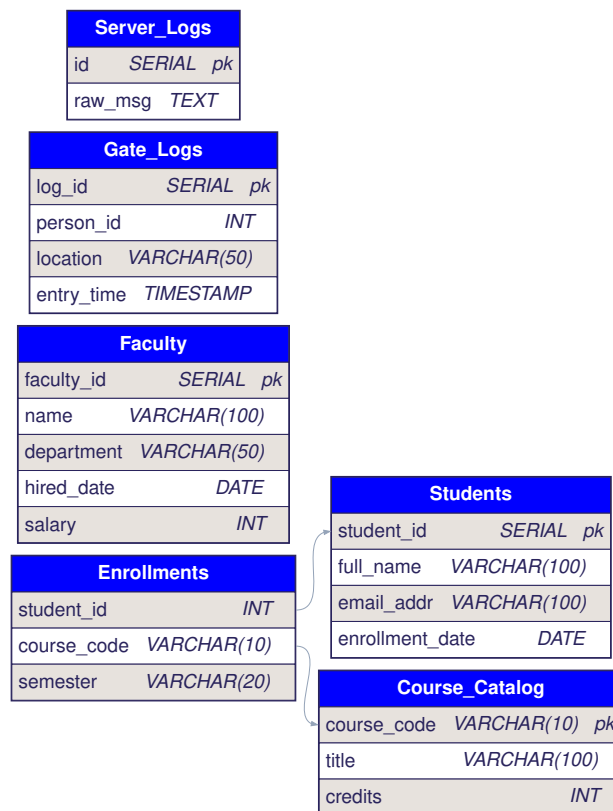 Server_Logs
id SERIAL pk
raw_msg TEXT
Gate_Logs
log_id SERIAL pk
person_id INT
location VARCHAR(50)
entry_time TIMESTAMP
Faculty
faculty_id SERIAL pk
name VARCHAR(100)
department VARCHAR(50)
hired_date DATE
salary INT
Students
student_id SERIAL pk
full_name VARCHAR(100)
email_addr VARCHAR(100)
enrollment_date DATE
Enrollments
student_id INT
course_code VARCHAR(10)
semester VARCHAR(20)
Course_Catalog
course_code VARCHAR(10) pk
title VARCHAR(100)
credits INT